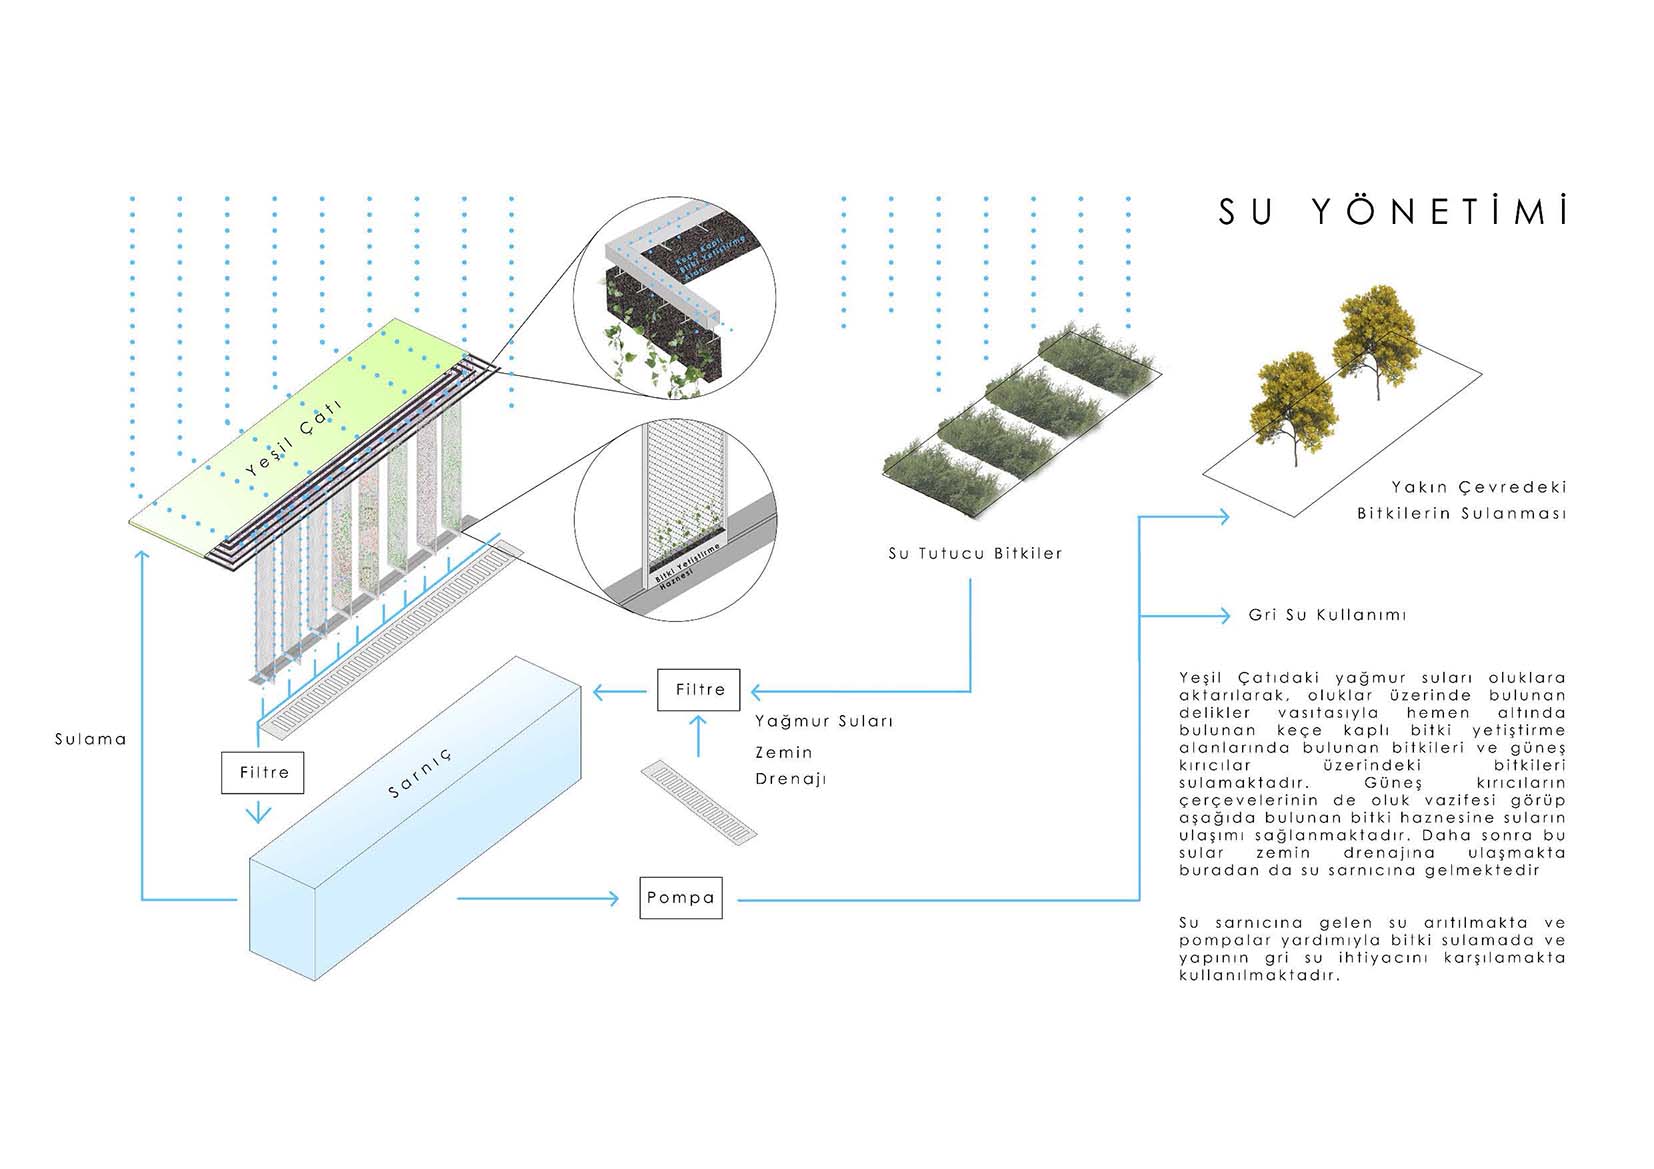 SU YÖNETİMİ
Keçe Kaplı
Bitki Yetiştirme
Alanı
Yeşil Çatı
Bitki Yetiştirme
Haznesi
Su Tutucu Bitkiler
Yakın Çevredeki
Bitkilerin Sulanması
Gri Su Kullanımı
Filtre
Yağmur Suları
Zemin
Drenajı
Sulama
Filtre
Sarnıç
Pompa
Yeşil Çatıdaki yağmur suları oluklara
aktarılarak, oluklar üzerinde bulunan
delikler vasıtasıyla hemen altında
bulunan keçe kaplı bitki yetiştirme
alanlarında bulunan bitkileri ve güneş
kırıcılar üzerindeki bitkileri
sulamaktadır. Güneş kırıcıların
çerçevelerinin de oluk vazifesi görüp
aşağıda bulunan bitki haznesine suların
ulaşımı sağlanmaktadır. Daha sonra bu
sular zemin drenajına ulaşmakta
buradan da su sarnıcına gelmektedir
Su sarnıcına gelen su arıtılmakta ve
pompalar yardımıyla bitki sulamada ve
yapının gri su ihtiyacını karşılamakta
kullanılmaktadır.